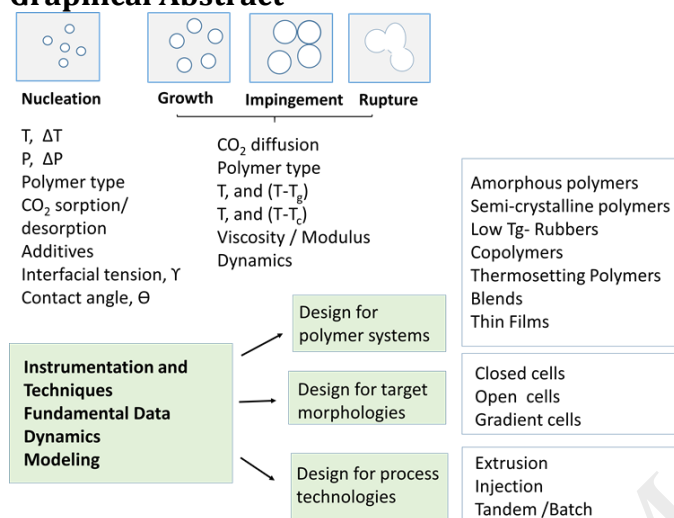 Graphical Abstract
Nucleation
Growth
Impingement
Rupture
T, ΔT
P, ΔP
Polymer type
CO₂ sorption/
desorption
Additives
Interfacial tension, ϒ
Contact angle, Θ
CO₂ diffusion
Polymer type
T, and (T-Tg)
T, and (T-Tc)
Viscosity / Modulus
Dynamics
Instrumentation and
Techniques
Fundamental Data
Dynamics
Modeling
Design for
polymer systems
Design for target
morphologies
Design for process
technologies
Amorphous polymers
Semi-crystalline polymers
Low Tg- Rubbers
Copolymers
Thermosetting Polymers
Blends
Thin Films
Closed cells
Open cells
Gradient cells
Extrusion
Injection
Tandem /Batch